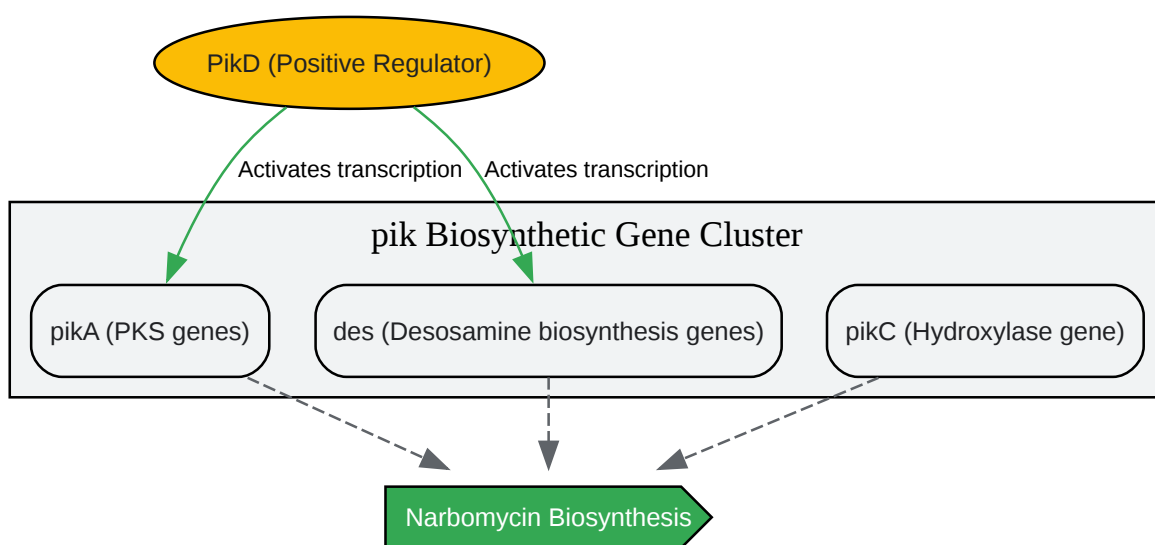 PikD (Positive Regulator)
Activates transcription
Activates transcription
pik Biosynthetic Gene Cluster
pikA (PKS genes)
des (Desosamine biosynthesis genes)
pikC (Hydroxylase gene)
Narbomycin Biosynthesis